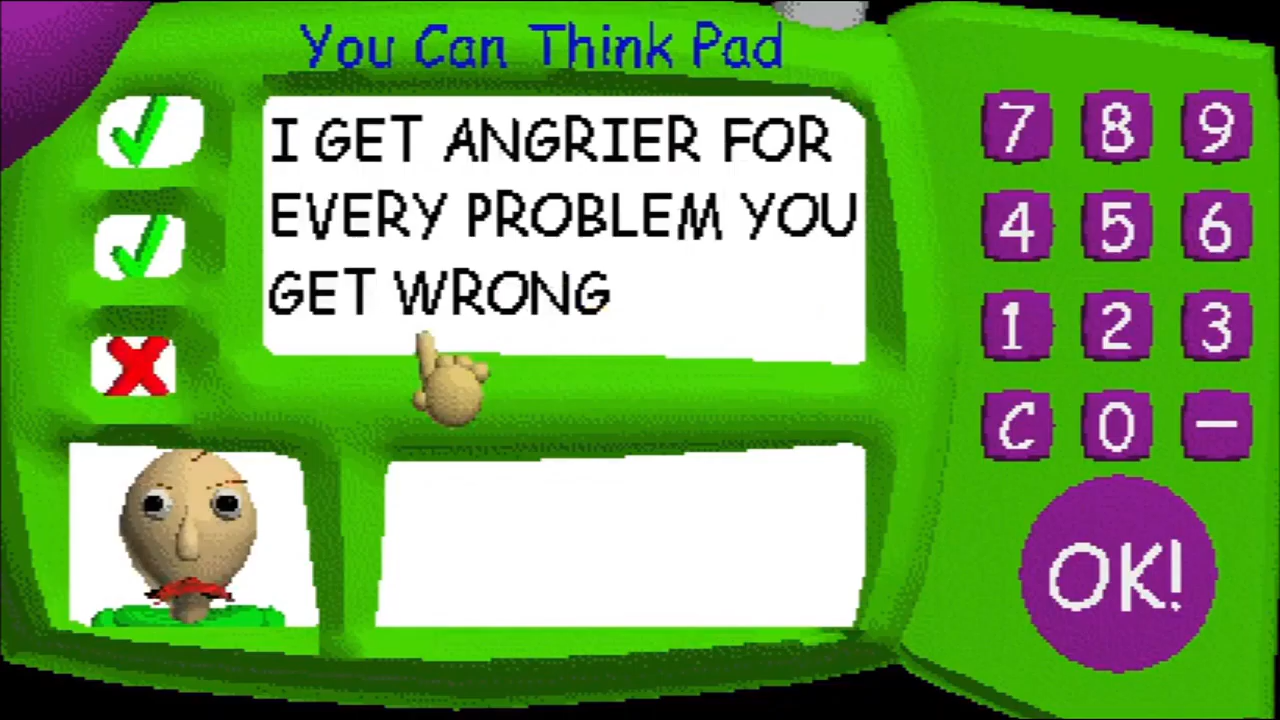 You Can Think Pad
I GET ANGRIER FOR
EVERY PROBLEM YOU
GET WRONG
7 8 9
4 5 6
1 2 3
C 0 −
OK!